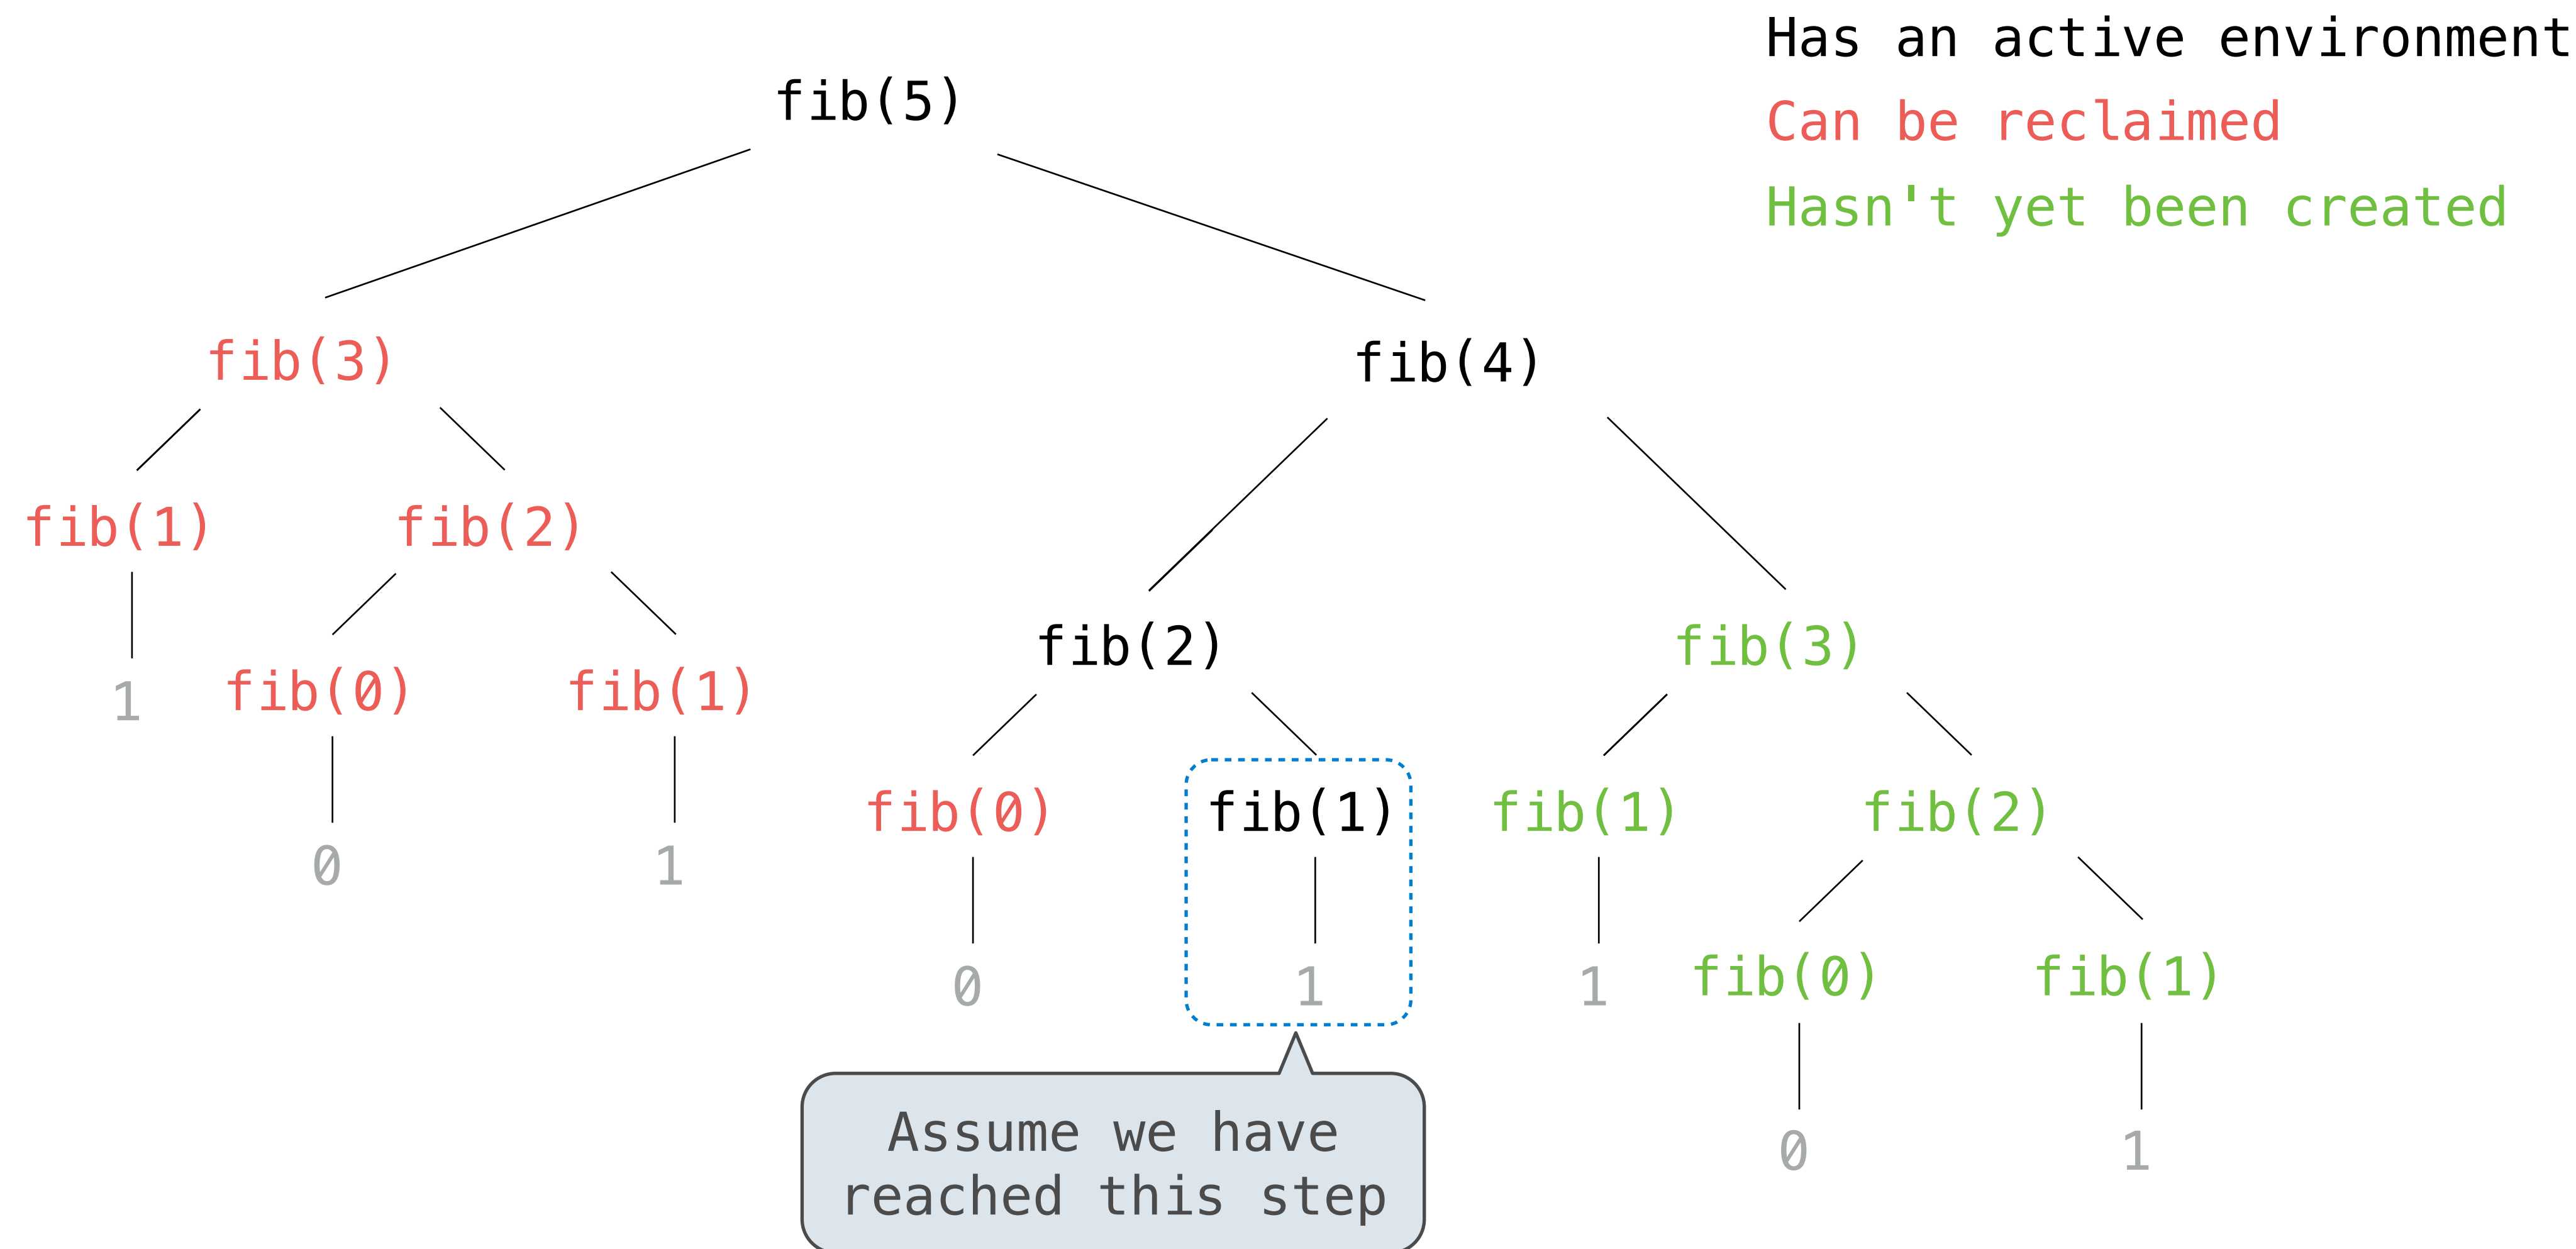 Has an active environment
Can be reclaimed
Hasn't yet been created
fib(5)
fib(3)
fib(4)
fib(1)
fib(2)
fib(2)
fib(3)
1
fib(0)
fib(1)
fib(0)
fib(1)
fib(1)
fib(2)
0
1
0
1
1
fib(0)
fib(1)
0
1
Assume we have
reached this step